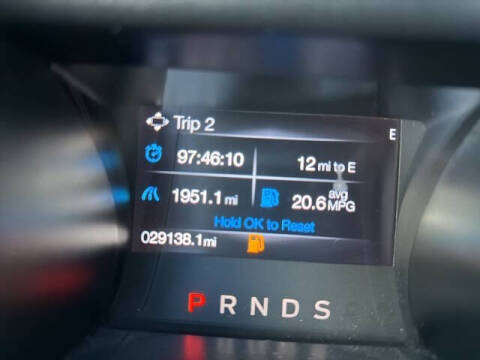 Trip 2
E
97:46:10 12 mi to E
1951.1 mi 20.6 avg MPG
Hold OK to Reset
029138.1 mi
P R N D S